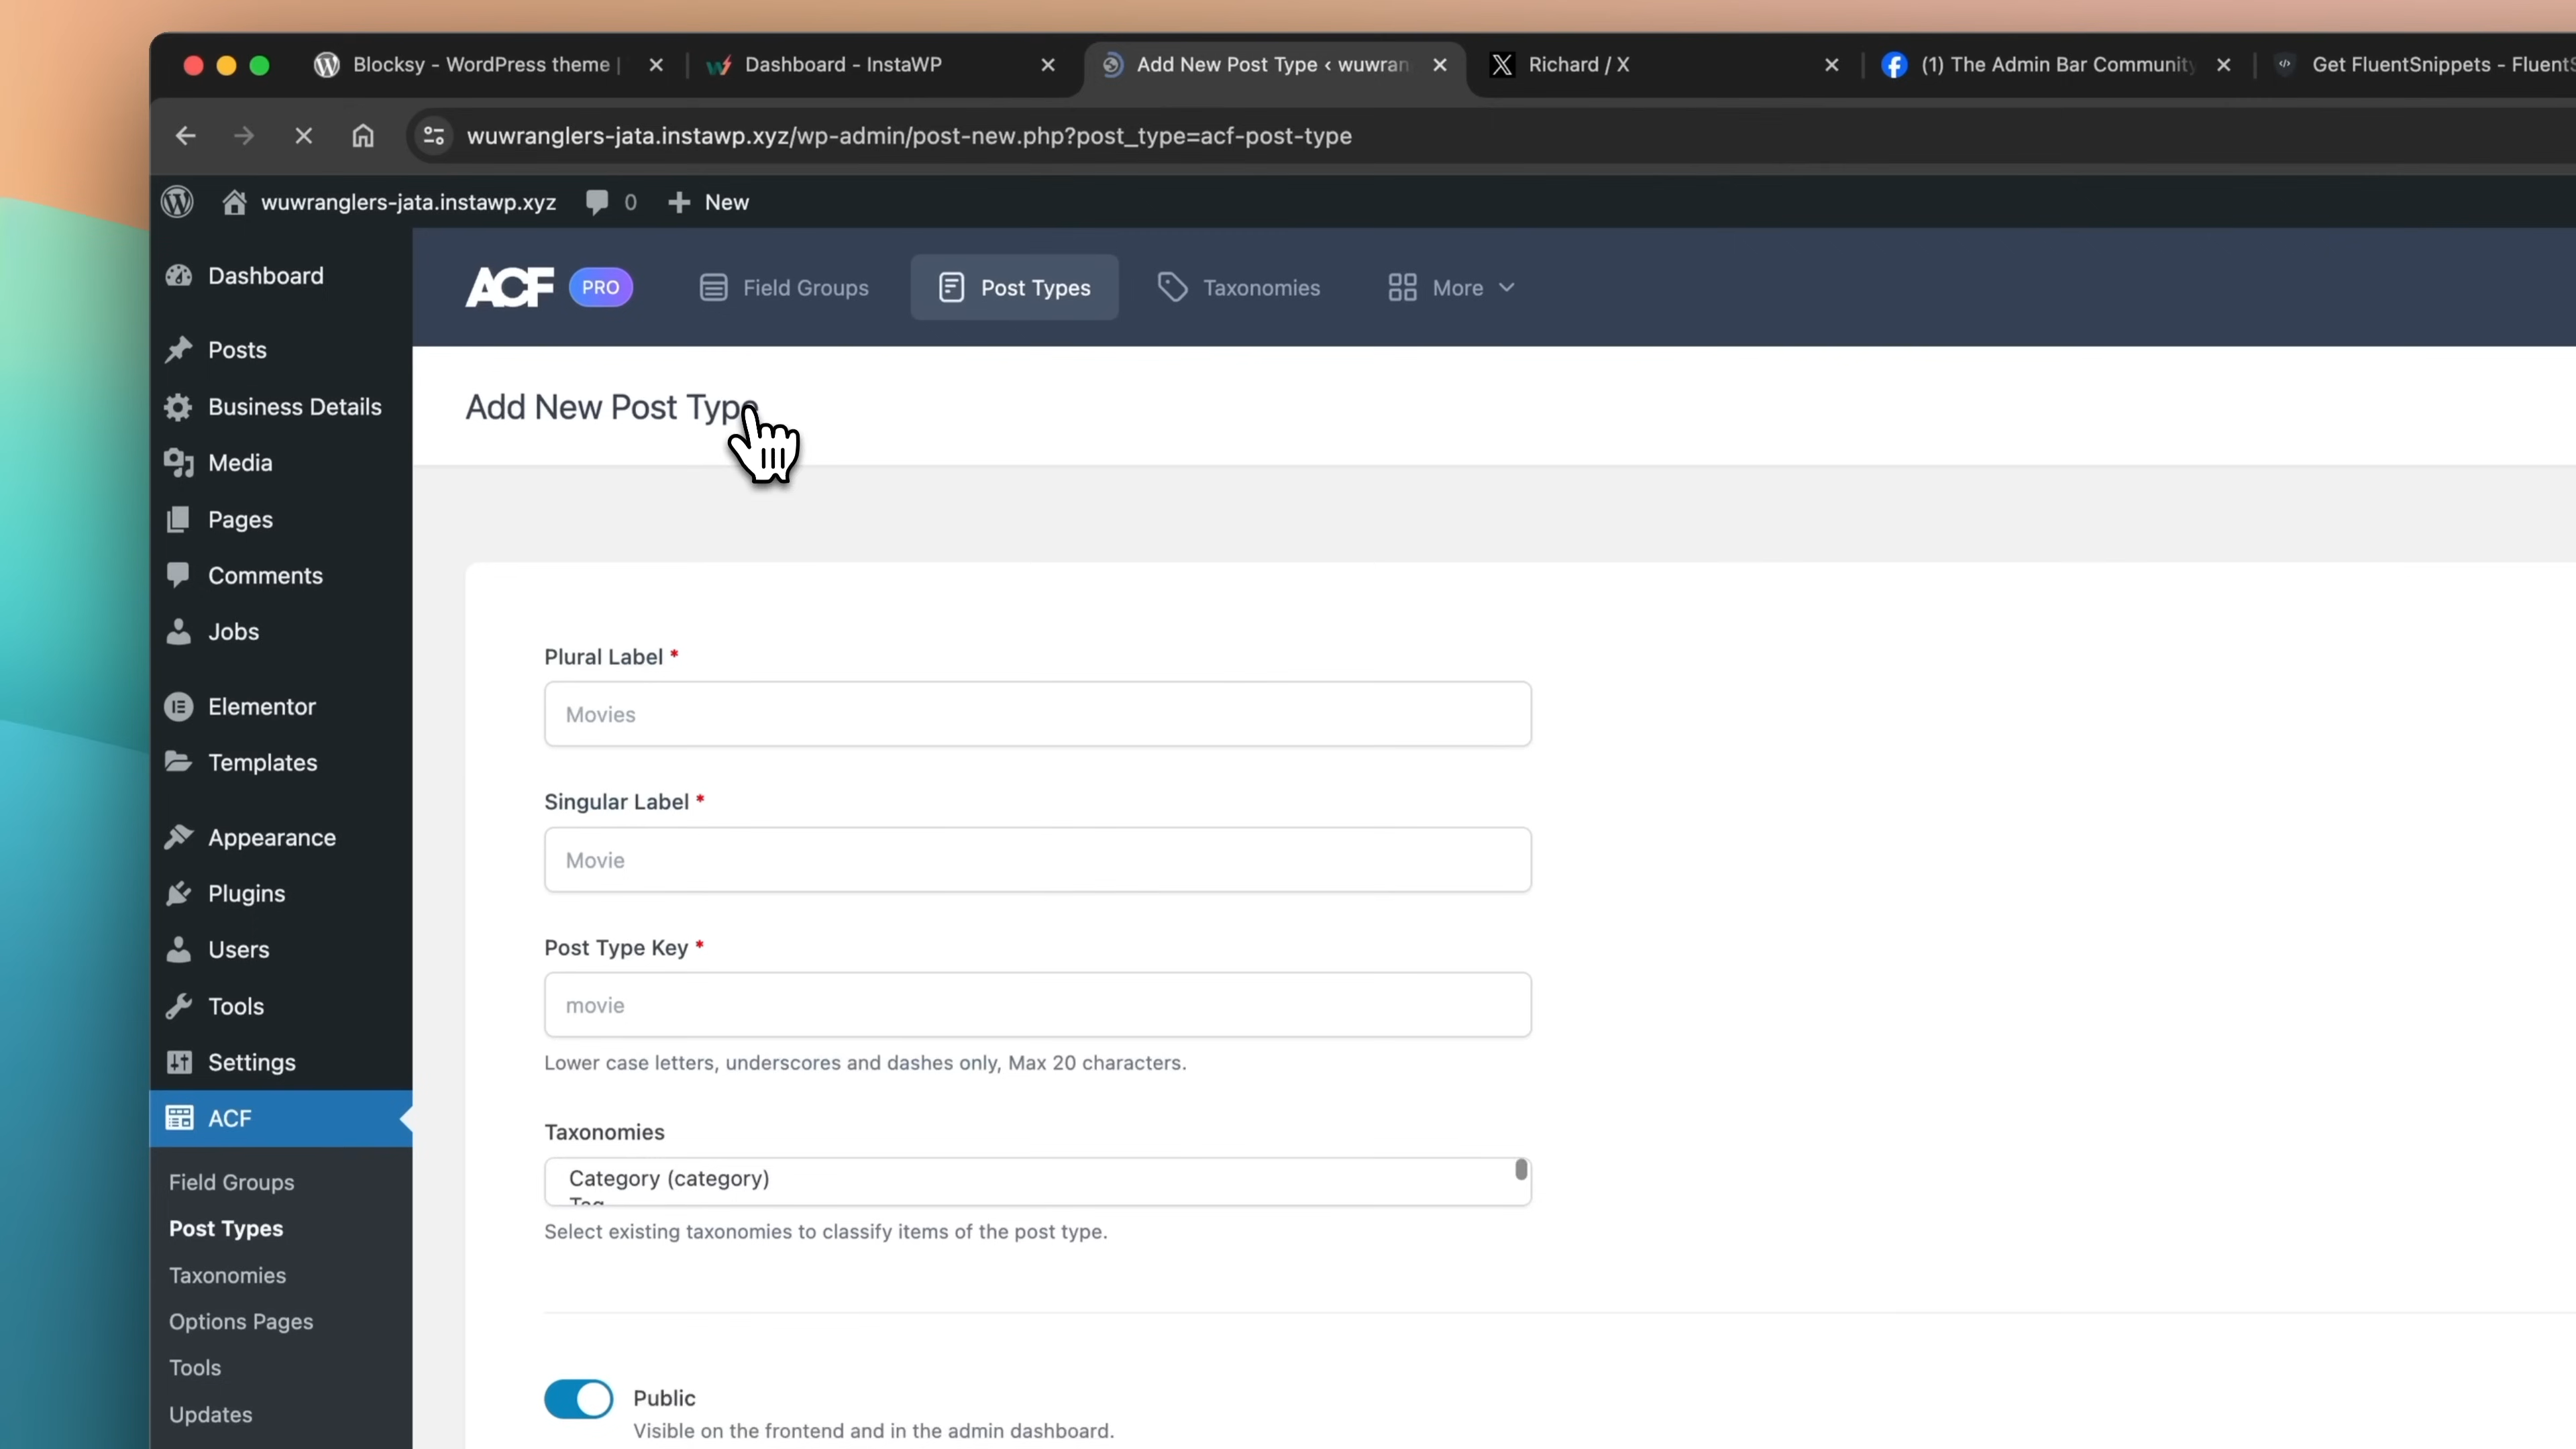 Blocksy - WordPress theme |
Dashboard - InstaWP
Add New Post Type ‹ wuwran
Richard / X
(1) The Admin Bar Community
Get FluentSnippets - FluentS
wuwranglers-jata.instawp.xyz/wp-admin/post-new.php?post_type=acf-post-type
wuwranglers-jata.instawp.xyz
0
New
Dashboard
Posts
Business Details
Media
Pages
Comments
Jobs
Elementor
Templates
Appearance
Plugins
Users
Tools
Settings
ACF
Field Groups
Post Types
Taxonomies
Options Pages
Tools
Updates
ACF PRO
Field Groups
Post Types
Taxonomies
More
Add New Post Type
Plural Label *
Movies
Singular Label *
Movie
Post Type Key *
movie
Lower case letters, underscores and dashes only, Max 20 characters.
Taxonomies
Category (category)
Tag
Select existing taxonomies to classify items of the post type.
Public
Visible on the frontend and in the admin dashboard.